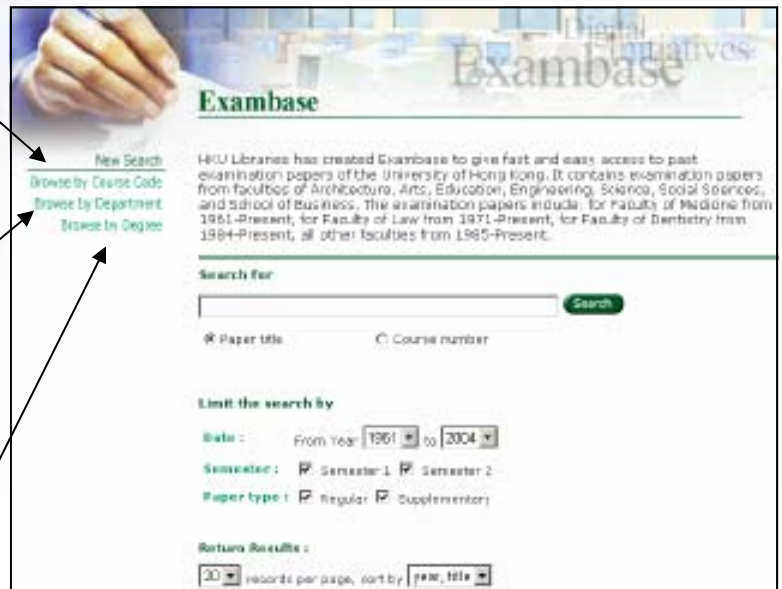 Digital
Initiatives
Exambase
Exambase
New Search
Browse by Course Code
Browse by Department
Browse by Degree
HKU Libraries has created Exambase to give fast and easy access to past
examination papers of the University of Hong Kong. It contains examination papers
from faculties of Architecture, Arts, Education, Engineering, Science, Social Sciences,
and School of Business. The examination papers include: for Faculty of Medicine from
1961-Present, for Faculty of Law from 1971-Present, for Faculty of Dentistry from
1984-Present, all other faculties from 1985-Present.
Search for
Search
Paper title Course number
Limit the search by
Date : From Year 1961 to 2004
Semester : Semester 1 Semester 2
Paper type : Regular Supplementary
Return Results :
30 records per page, sort by year, title